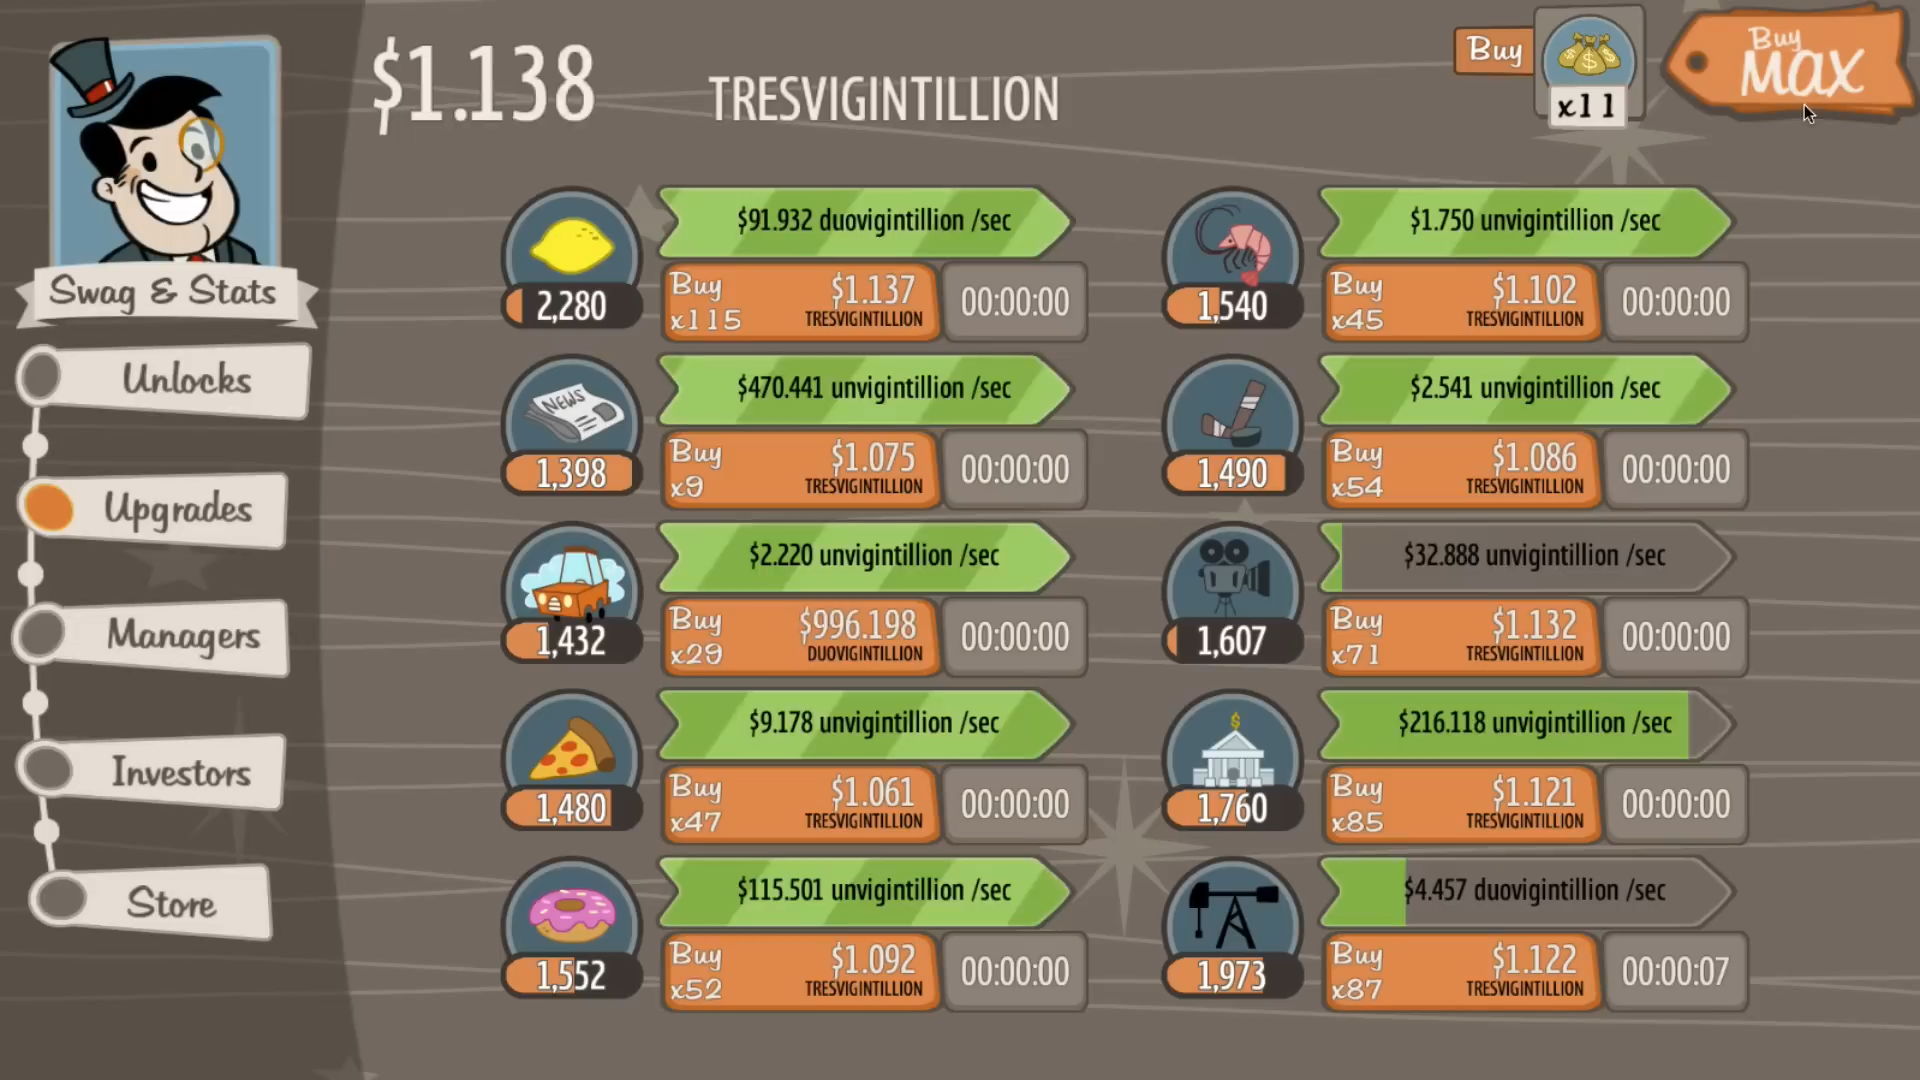 $1.138 TRESVIGINTILLION
Buy
x11
Buy
MAX
Swag & Stats
Unlocks
Upgrades
Managers
Investors
Store
$91.932 duovigintillion /sec
2,280
Buy $1.137
x115 TRESVIGINTILLION
00:00:00
NEWS
$470.441 unvigintillion /sec
1,398
Buy $1.075
x9 TRESVIGINTILLION
00:00:00
$2.220 unvigintillion /sec
1,432
Buy $996.198
x29 DUOVIGINTILLION
00:00:00
$9.178 unvigintillion /sec
1,480
Buy $1.061
x47 TRESVIGINTILLION
00:00:00
$115.501 unvigintillion /sec
1,552
Buy $1.092
x52 TRESVIGINTILLION
00:00:00
$1.750 unvigintillion /sec
1,540
Buy $1.102
x45 TRESVIGINTILLION
00:00:00
$2.541 unvigintillion /sec
1,490
Buy $1.086
x54 TRESVIGINTILLION
00:00:00
$32.888 unvigintillion /sec
1,607
Buy $1.132
x71 TRESVIGINTILLION
00:00:00
$216.118 unvigintillion /sec
1,760
Buy $1.121
x85 TRESVIGINTILLION
00:00:00
$4.457 duovigintillion /sec
1,973
Buy $1.122
x87 TRESVIGINTILLION
00:00:07